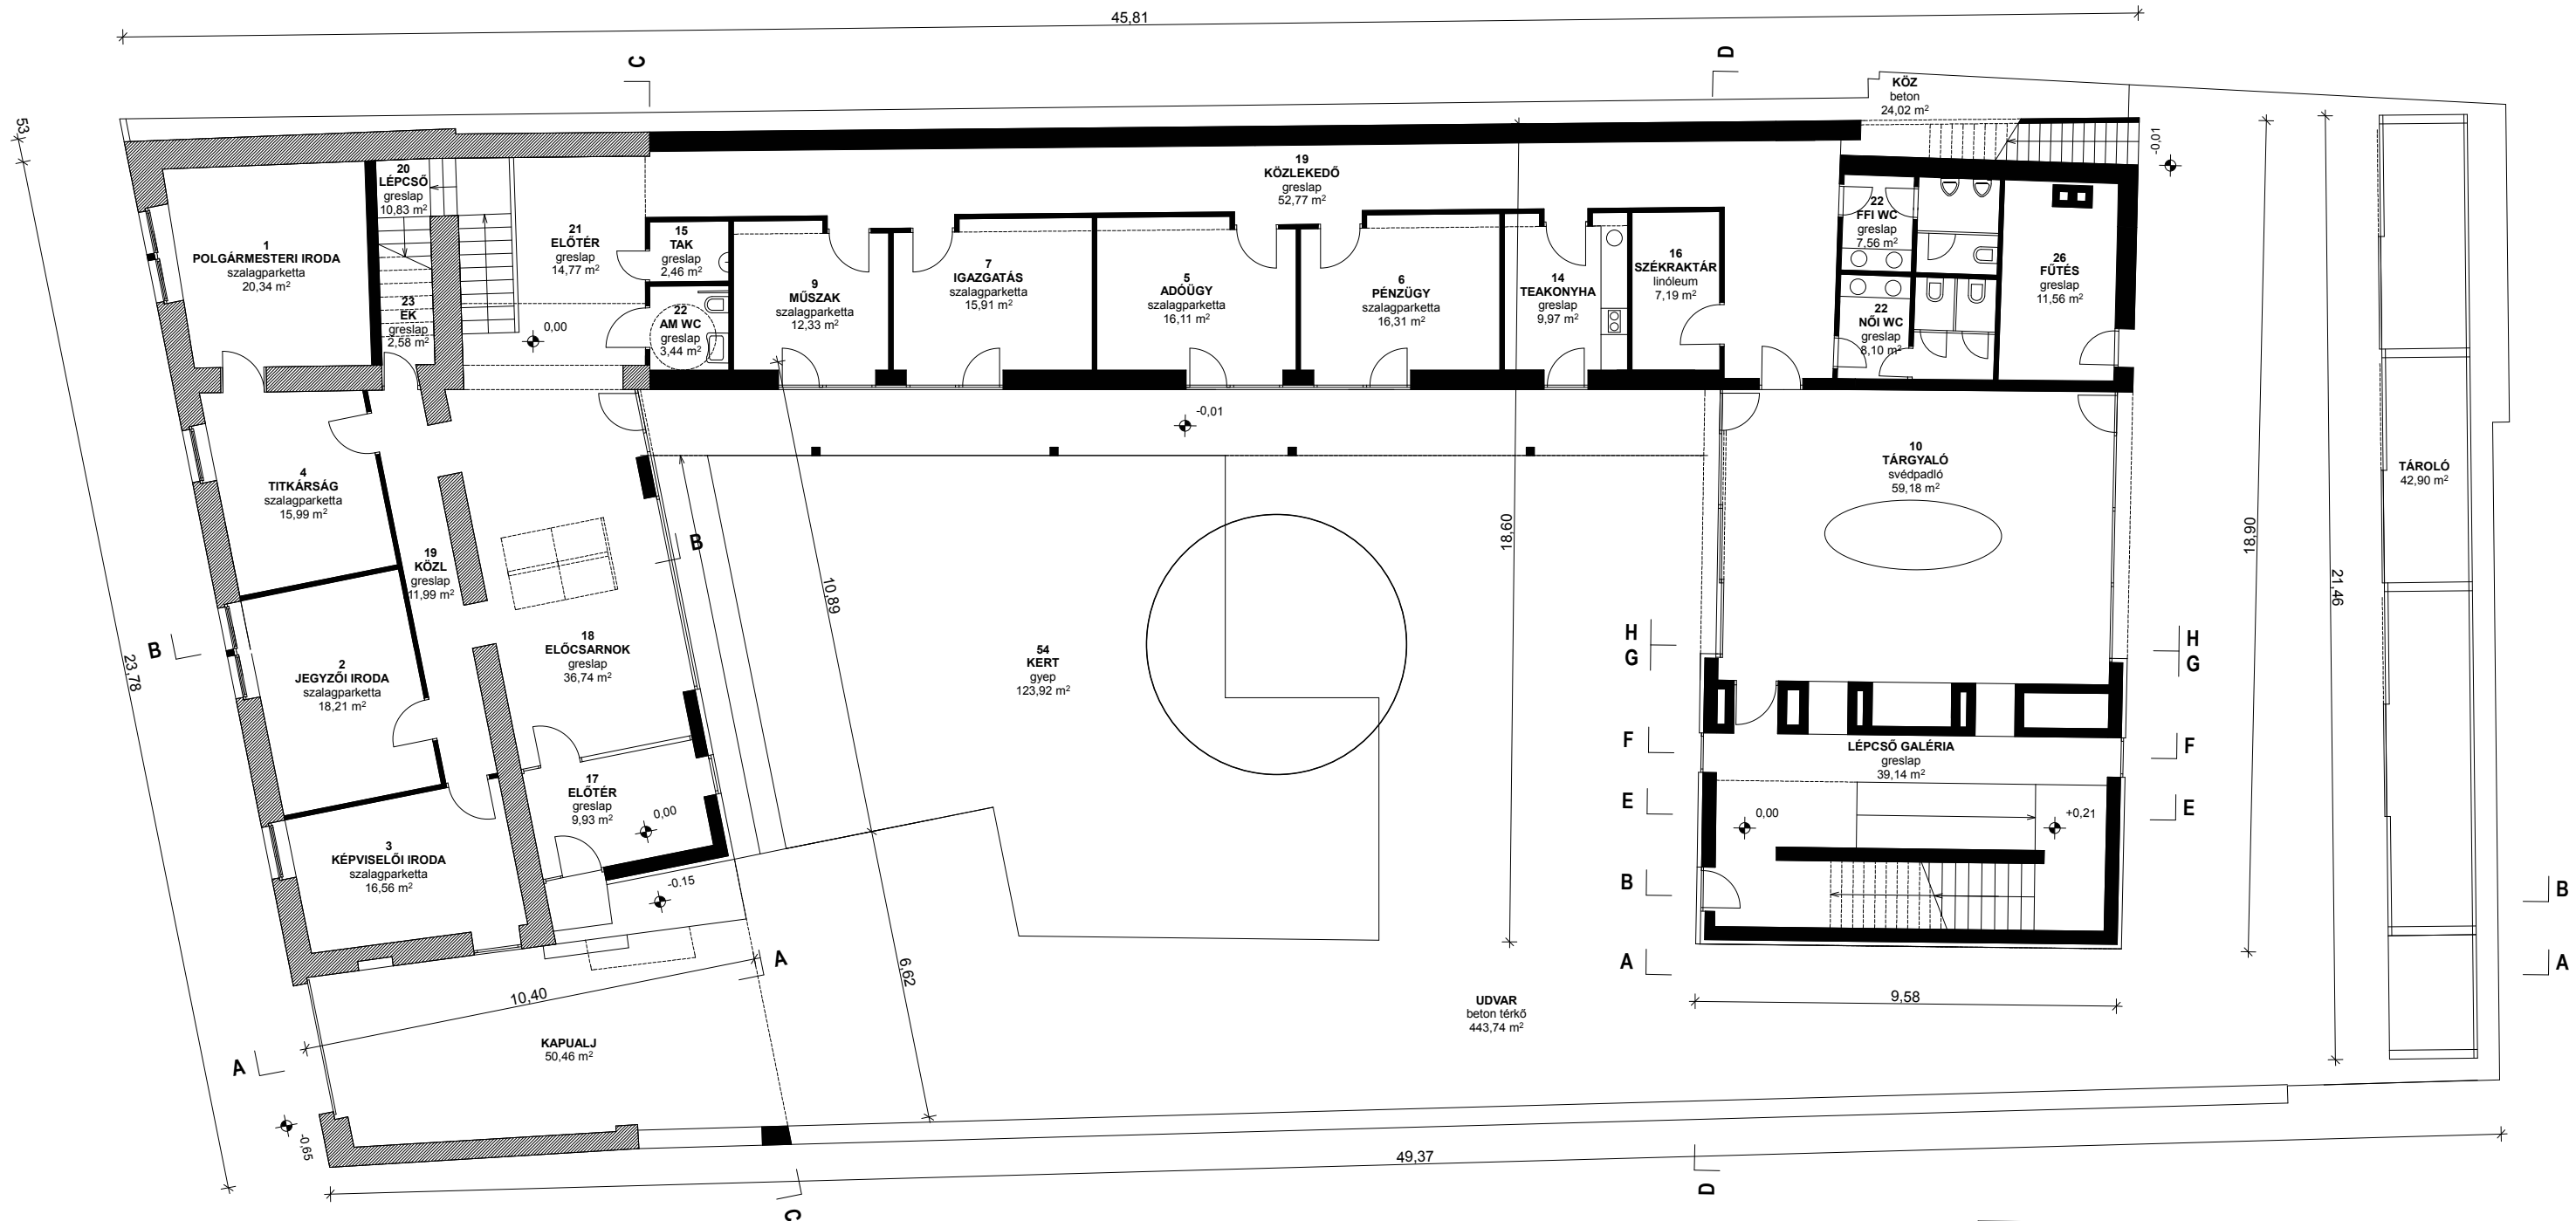 45,81
C
D
53
KÖZ
beton
24,02 m²
-0,01
20
LÉPCSŐ
greslap
10,83 m²
19
KÖZLEKEDŐ
greslap
52,77 m²
1
POLGÁRMESTERI IRODA
szalagparketta
20,34 m²
21
ELŐTÉR
greslap
14,77 m²
15
TAK
greslap
2,46 m²
9
MŰSZAK
szalagparketta
12,33 m²
7
IGAZGATÁS
szalagparketta
15,91 m²
5
ADÓÜGY
szalagparketta
16,11 m²
6
PÉNZÜGY
szalagparketta
16,31 m²
14
TEAKONYHA
greslap
9,97 m²
16
SZÉKRAKTÁR
linóleum
7,19 m²
22
FFI WC
greslap
7,56 m²
26
FŰTÉS
greslap
11,56 m²
23
EK
greslap
2,58 m²
0,00
22
AM WC
greslap
3,44 m²
22
NŐI WC
greslap
8,10 m²
-0,01
4
TITKÁRSÁG
szalagparketta
15,99 m²
10
TÁRGYALÓ
svédpadló
59,18 m²
TÁROLÓ
42,90 m²
19
KÖZL
greslap
11,99 m²
B
10,89
18,60
18,90
21,46
B
23,78
2
JEGYZŐI IRODA
szalagparketta
18,21 m²
18
ELŐCSARNOK
greslap
36,74 m²
54
KERT
gyep
123,92 m²
H
G
H
G
F
LÉPCSŐ GALÉRIA
greslap
39,14 m²
F
17
ELŐTÉR
greslap
9,93 m²
0,00
E
0,00
+0,21
E
3
KÉPVISELŐI IRODA
szalagparketta
16,56 m²
-0.15
B
B
A
6,62
A
A
10,40
9,58
UDVAR
beton térkő
443,74 m²
KAPUALJ
50,46 m²
A
-0,65
49,37
C
D